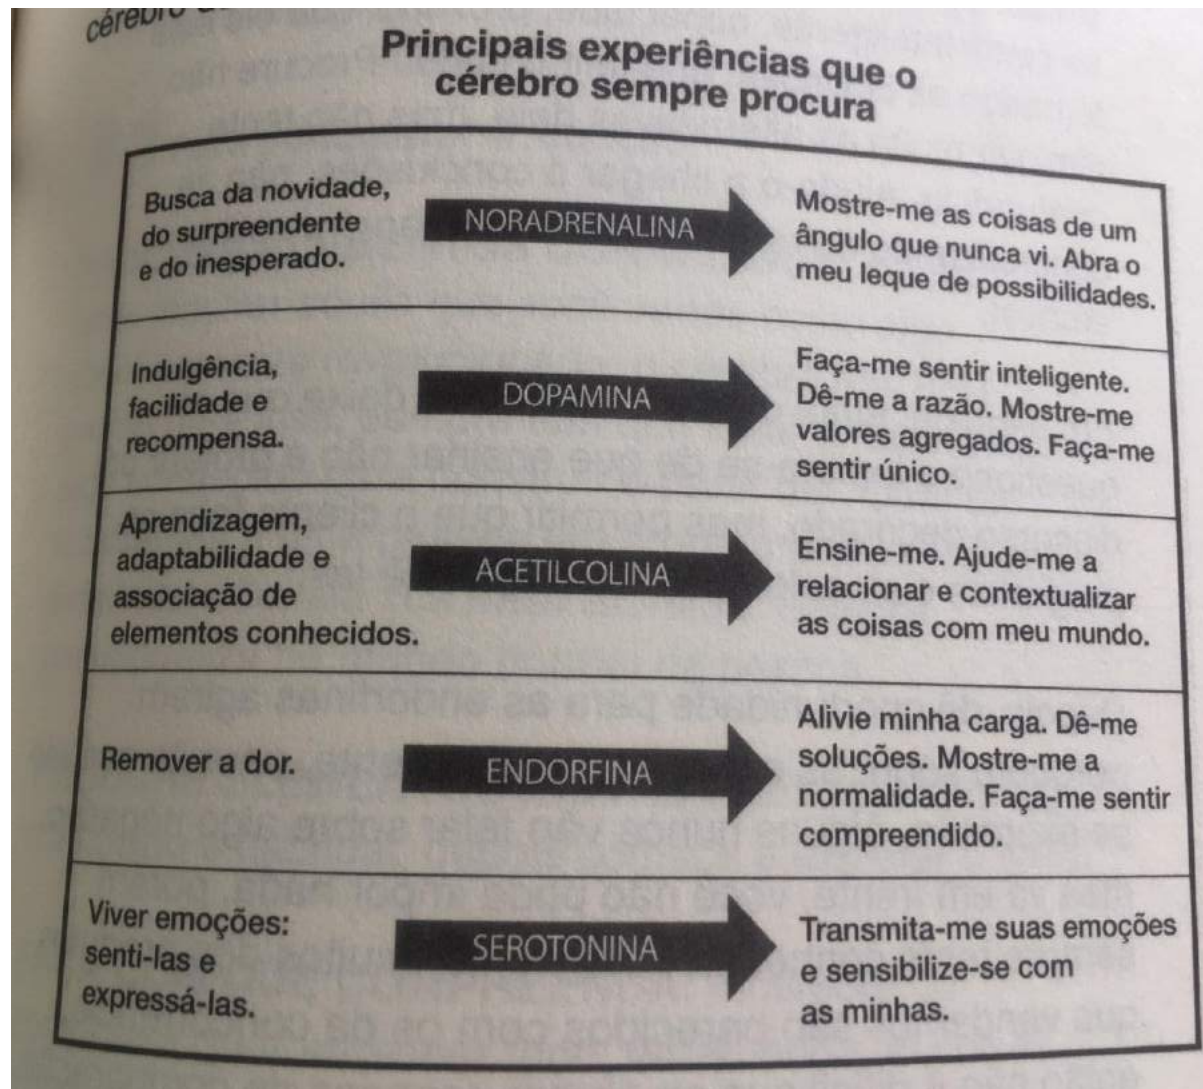 cérebro
Principais experiências que o
cérebro sempre procura
Busca da novidade,
do surpreendente
e do inesperado.
NORADRENALINA
Mostre-me as coisas de um
ângulo que nunca vi. Abra o
meu leque de possibilidades.
Indulgência,
facilidade e
recompensa.
DOPAMINA
Faça-me sentir inteligente.
Dê-me a razão. Mostre-me
valores agregados. Faça-me
sentir único.
Aprendizagem,
adaptabilidade e
associação de
elementos conhecidos.
ACETILCOLINA
Ensine-me. Ajude-me a
relacionar e contextualizar
as coisas com meu mundo.
Remover a dor.
ENDORFINA
Alivie minha carga. Dê-me
soluções. Mostre-me a
normalidade. Faça-me sentir
compreendido.
Viver emoções:
senti-las e
expressá-las.
SEROTONINA
Transmita-me suas emoções
e sensibilize-se com
as minhas.